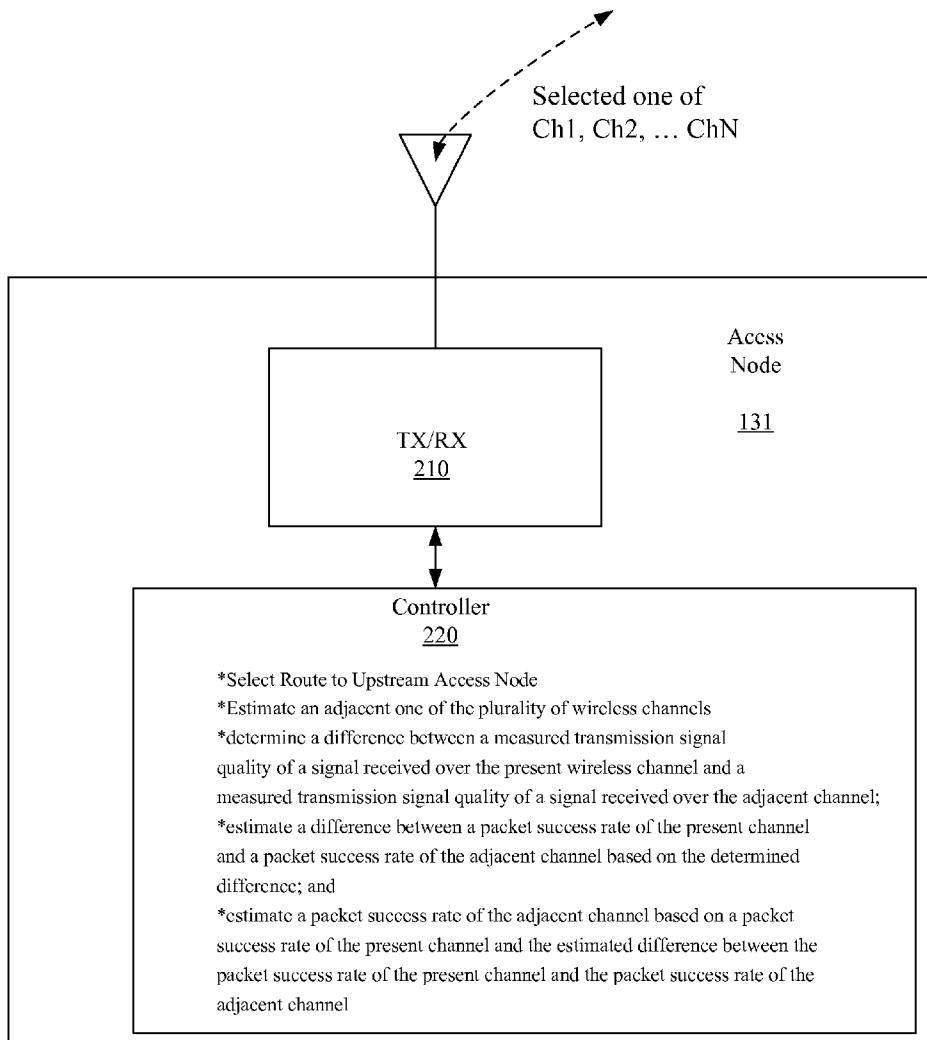 Selected one of
Ch1, Ch2, … ChN
Accss
Node
131
TX/RX
210
Controller
220
*Select Route to Upstream Access Node
*Estimate an adjacent one of the plurality of wireless channels
*determine a difference between a measured transmission signal
quality of a signal received over the present wireless channel and a
measured transmission signal quality of a signal received over the adjacent channel;
*estimate a difference between a packet success rate of the present channel
and a packet success rate of the adjacent channel based on the determined
difference; and
*estimate a packet success rate of the adjacent channel based on a packet
success rate of the present channel and the estimated difference between the
packet success rate of the present channel and the packet success rate of the
adjacent channel